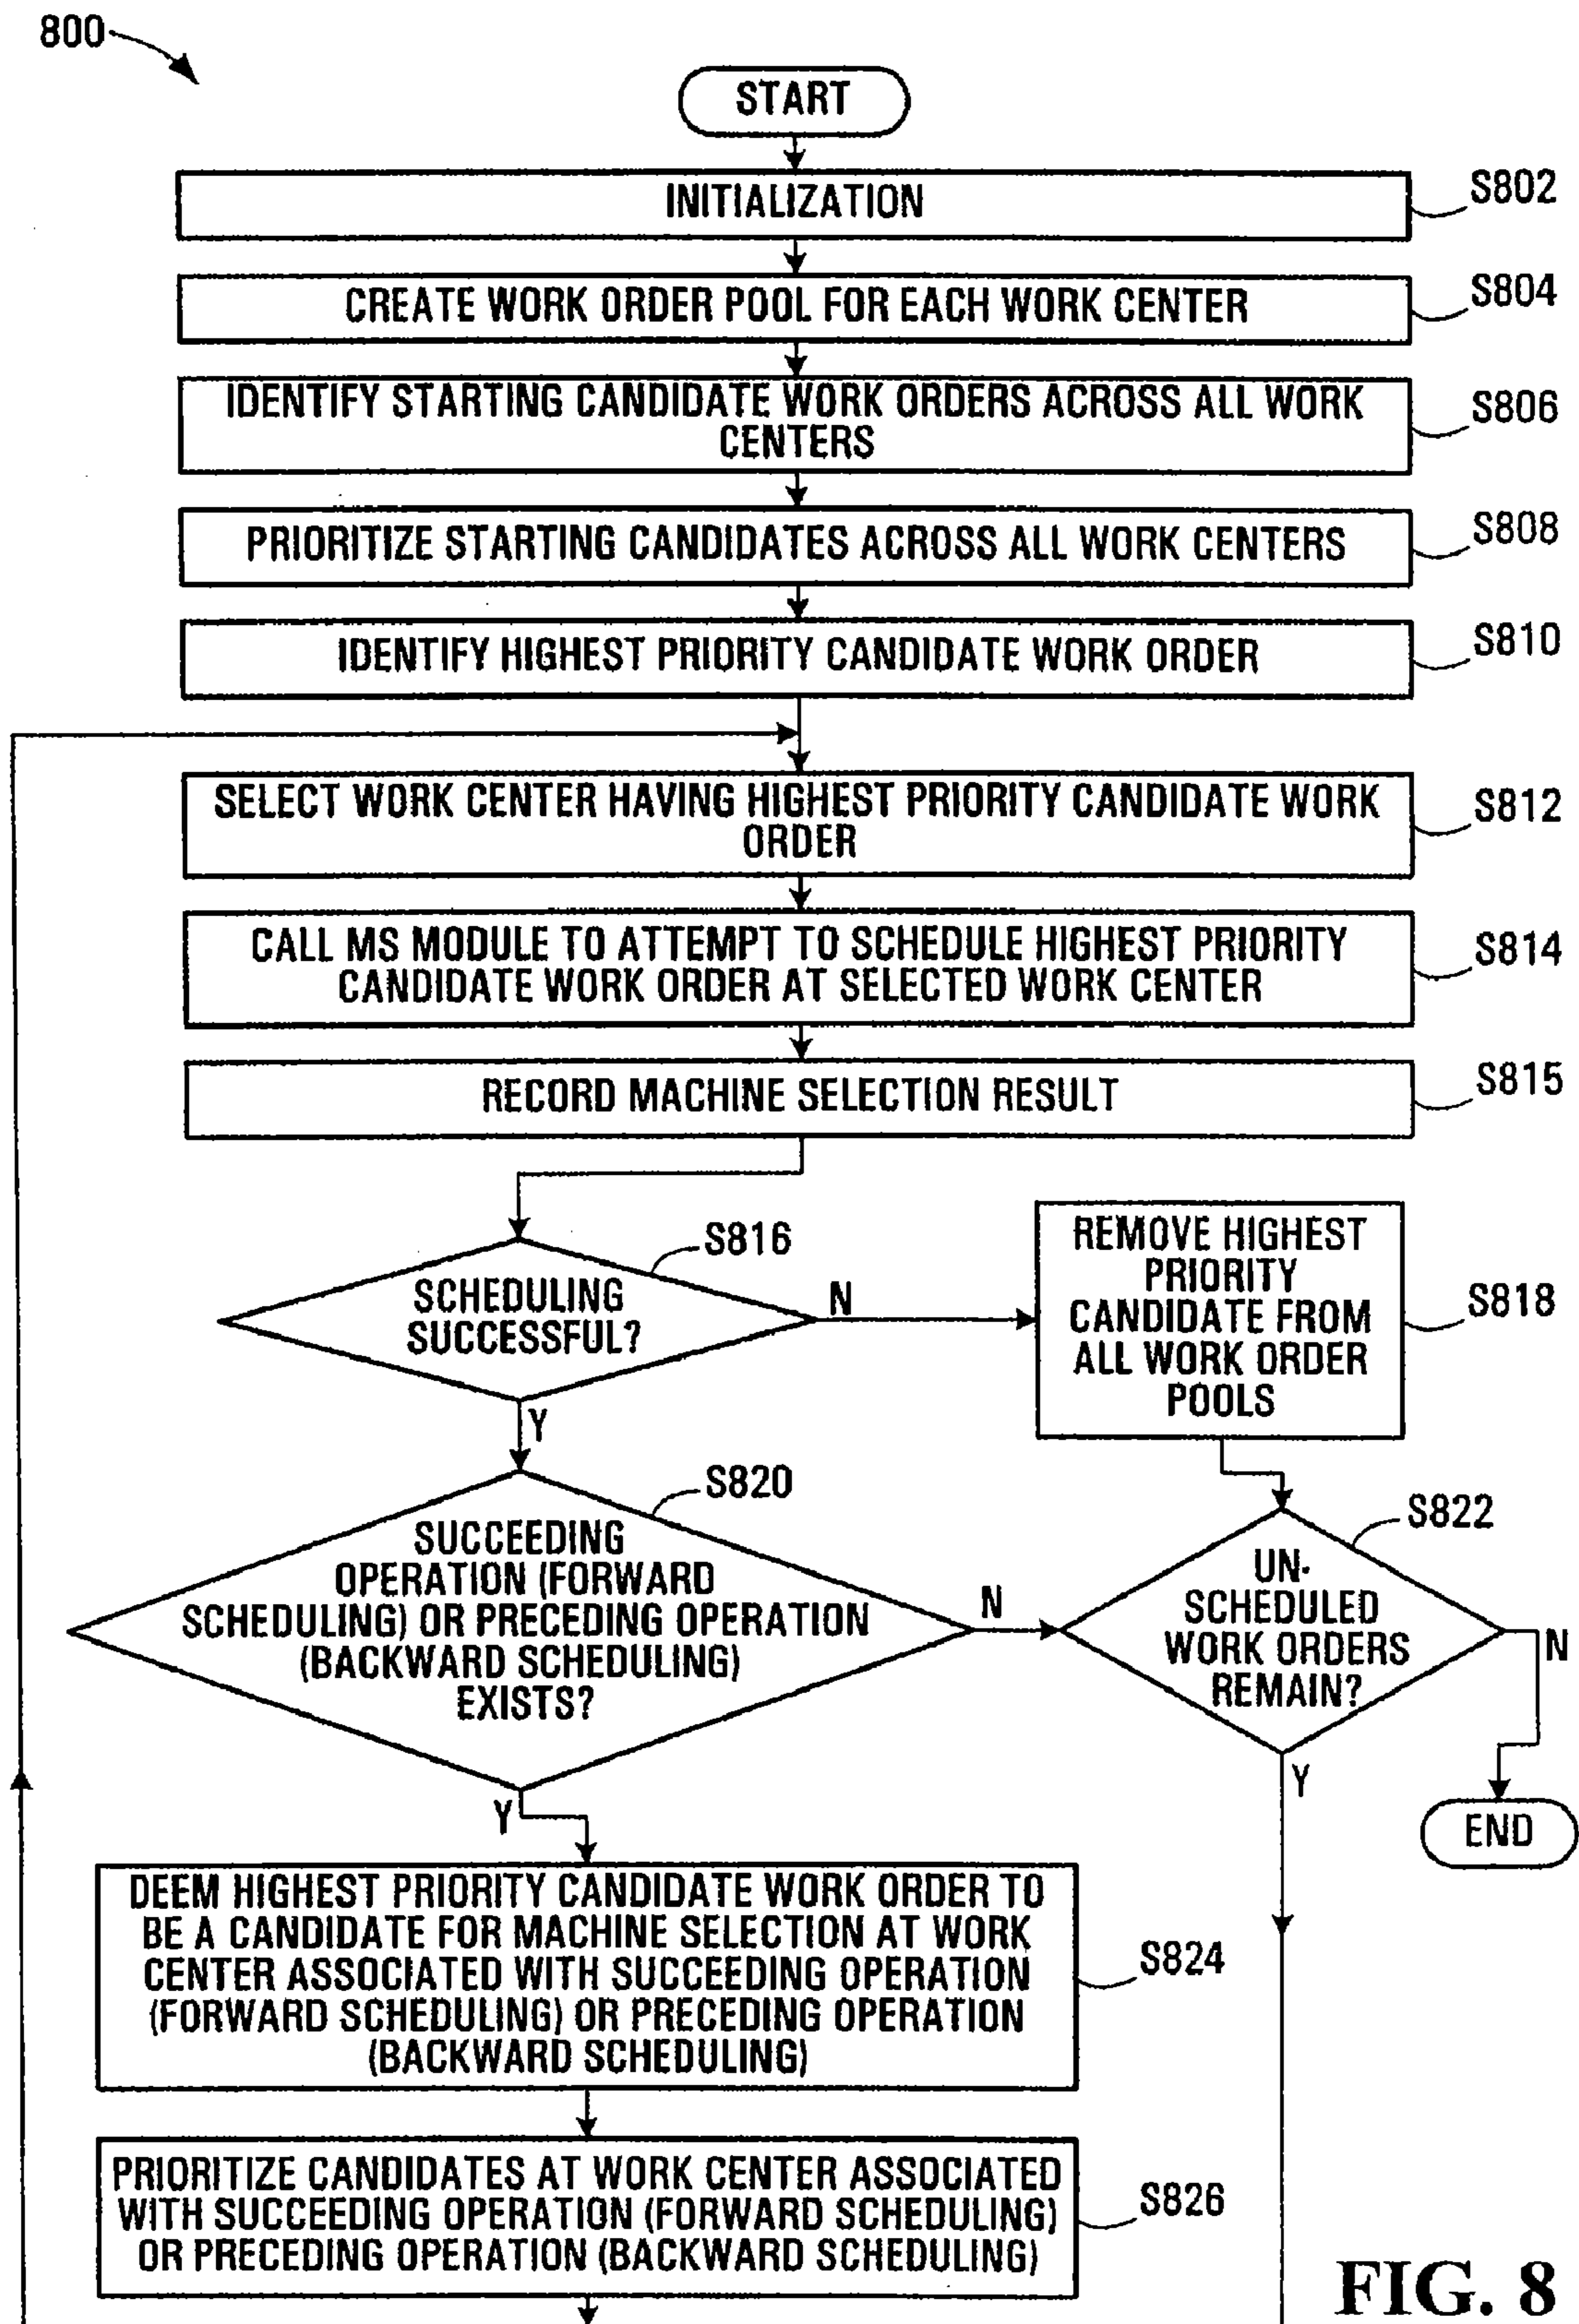 800
START
INITIALIZATION
S802
CREATE WORK ORDER POOL FOR EACH WORK CENTER
S804
IDENTIFY STARTING CANDIDATE WORK ORDERS ACROSS ALL WORK
CENTERS
S806
PRIORITIZE STARTING CANDIDATES ACROSS ALL WORK CENTERS
S808
IDENTIFY HIGHEST PRIORITY CANDIDATE WORK ORDER
S810
SELECT WORK CENTER HAVING HIGHEST PRIORITY CANDIDATE WORK
ORDER
S812
CALL MS MODULE TO ATTEMPT TO SCHEDULE HIGHEST PRIORITY
CANDIDATE WORK ORDER AT SELECTED WORK CENTER
S814
RECORD MACHINE SELECTION RESULT
S815
SCHEDULING
SUCCESSFUL?
S816
N
Y
REMOVE HIGHEST
PRIORITY
CANDIDATE FROM
ALL WORK ORDER
POOLS
S818
SUCCEEDING
OPERATION (FORWARD
SCHEDULING) OR PRECEDING OPERATION
(BACKWARD SCHEDULING)
EXISTS?
S820
N
Y
UN-
SCHEDULED
WORK ORDERS
REMAIN?
S822
N
Y
END
DEEM HIGHEST PRIORITY CANDIDATE WORK ORDER TO
BE A CANDIDATE FOR MACHINE SELECTION AT WORK
CENTER ASSOCIATED WITH SUCCEEDING OPERATION
(FORWARD SCHEDULING) OR PRECEDING OPERATION
(BACKWARD SCHEDULING)
S824
PRIORITIZE CANDIDATES AT WORK CENTER ASSOCIATED
WITH SUCCEEDING OPERATION (FORWARD SCHEDULING)
OR PRECEDING OPERATION (BACKWARD SCHEDULING)
S826
FIG. 8